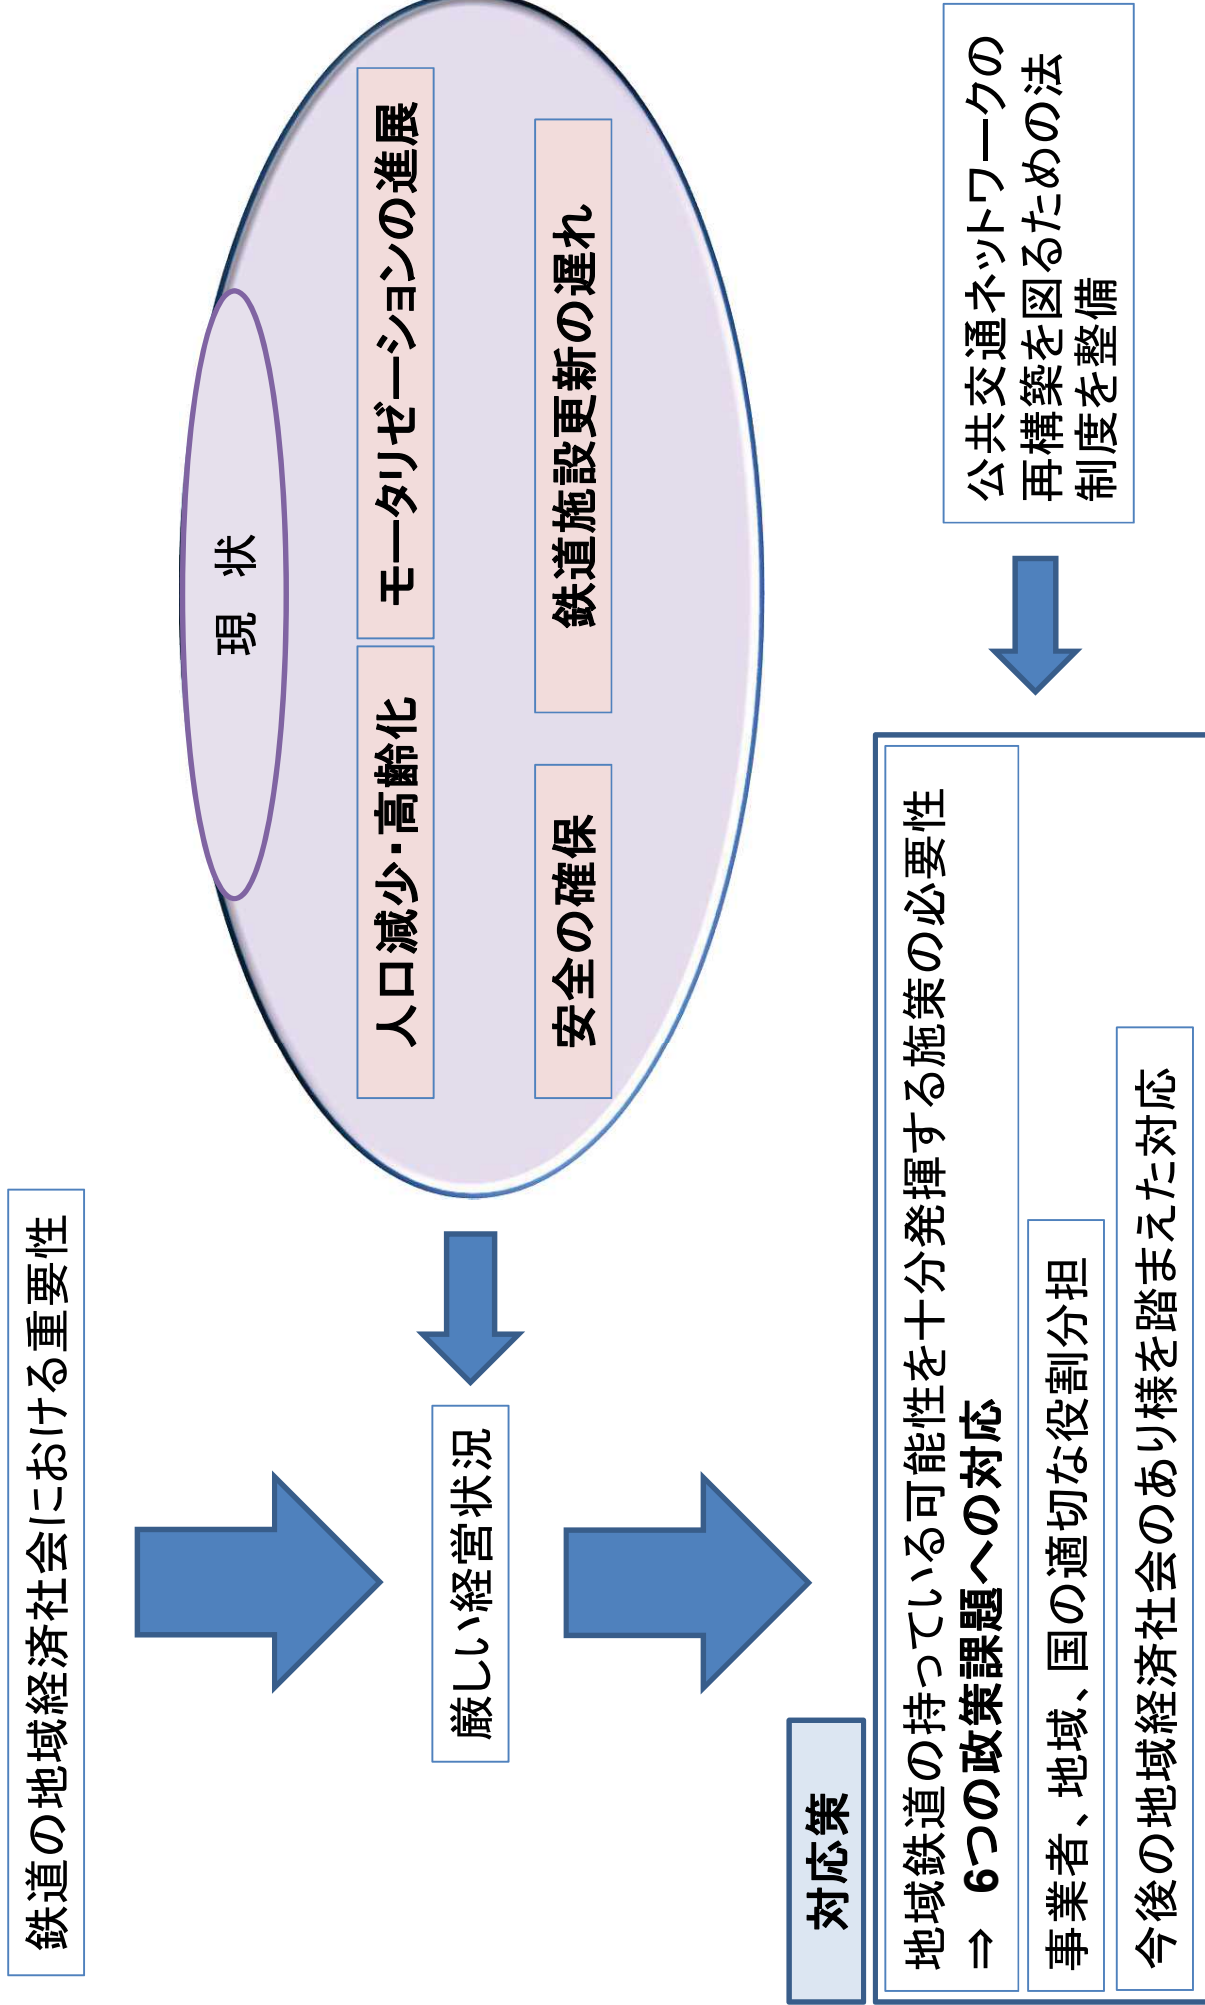 鉄道の地域経済社会における重要性
現　状
人口減少・高齢化
モータリゼーションの進展
安全の確保
鉄道施設更新の遅れ
厳しい経営状況
対応策
地域鉄道の持っている可能性を十分発揮する施策の必要性
⇒ 6つの政策課題への対応
事業者、地域、国の適切な役割分担
今後の地域経済社会のあり様を踏まえた対応
公共交通ネットワークの
再構築を図るための法
制度を整備